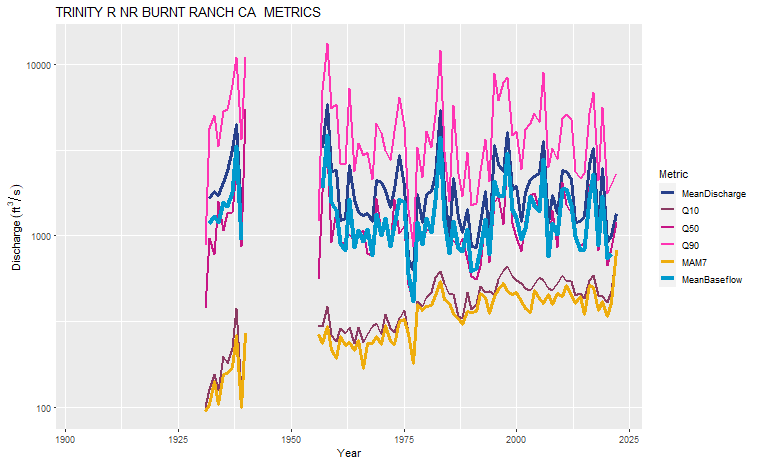 TRINITY R NR BURNT RANCH CA  METRICS
10000
1000
100
Discharge (ft³/s)
1900
1925
1950
1975
2000
2025
Year
Metric
MeanDischarge
Q10
Q50
Q90
MAM7
MeanBaseflow